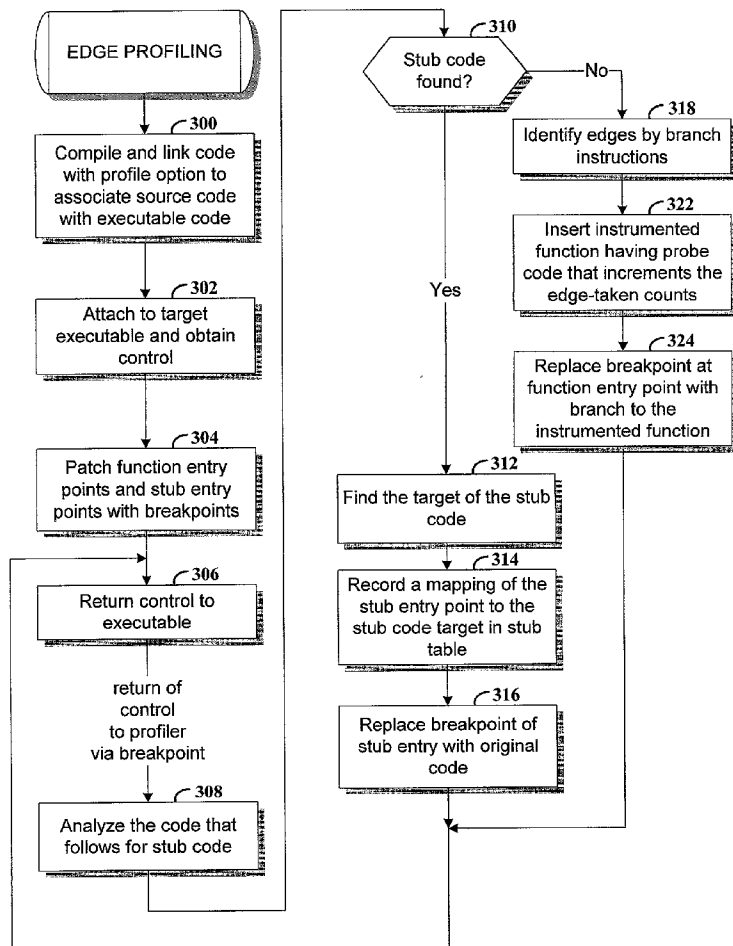 EDGE PROFILING
300
Compile and link code
with profile option to
associate source code
with executable code
302
Attach to target
executable and obtain
control
304
Patch function entry
points and stub entry
points with breakpoints
306
Return control to
executable
return of
control
to profiler
via breakpoint
308
Analyze the code that
follows for stub code
310
Stub code
found?
No
Yes
318
Identify edges by branch
instructions
322
Insert instrumented
function having probe
code that increments the
edge-taken counts
324
Replace breakpoint at
function entry point with
branch to the
instrumented function
312
Find the target of the stub
code
314
Record a mapping of the
stub entry point to the
stub code target in stub
table
316
Replace breakpoint of
stub entry with original
code